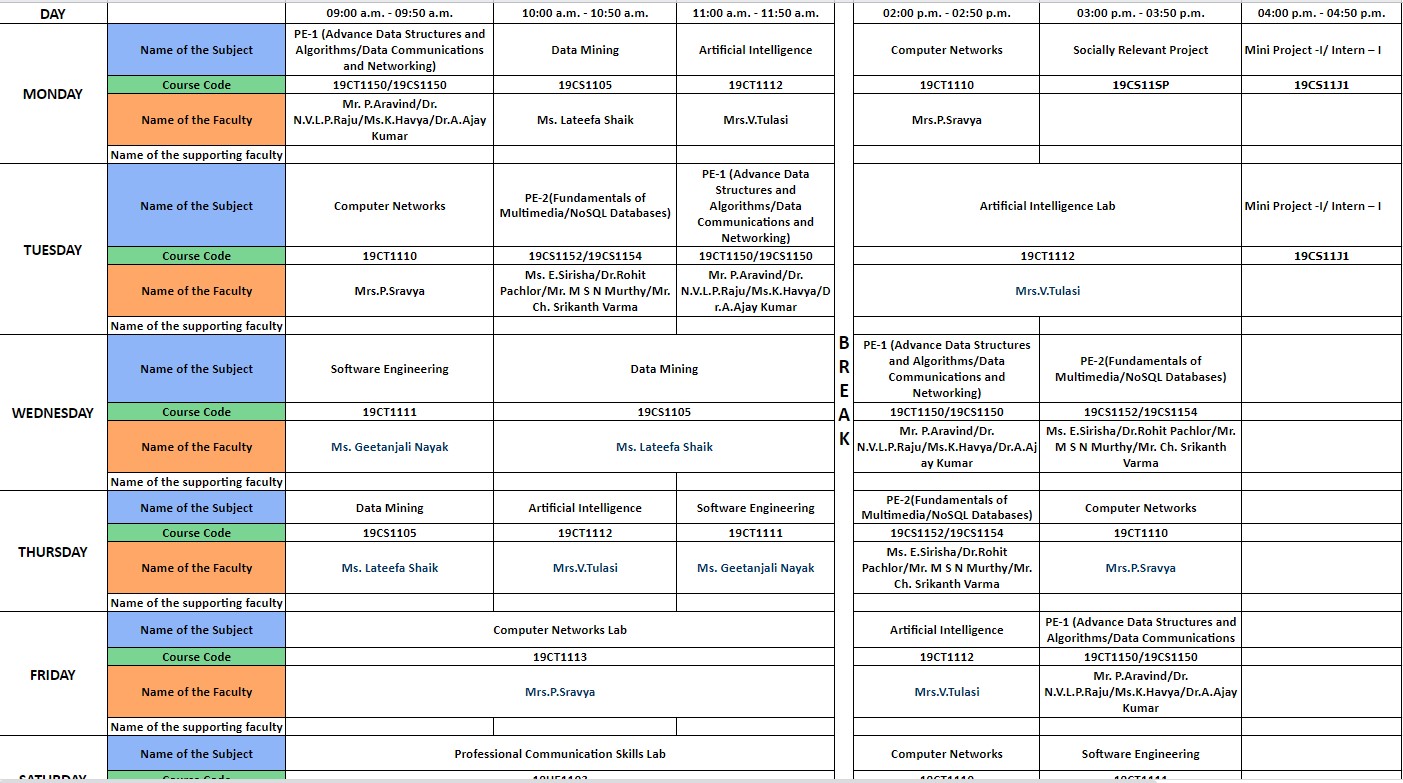 DAY 09:00 a.m. - 09:50 a.m. 10:00 a.m. - 10:50 a.m. 11:00 a.m. - 11:50 a.m. 02:00 p.m. - 02:50 p.m. 03:00 p.m. - 03:50 p.m. 04:00 p.m. - 04:50 p.m.
MONDAY
Name of the Subject
PE-1 (Advance Data Structures and
Algorithms/Data Communications
and Networking)
Data Mining
Artificial Intelligence
Computer Networks
Socially Relevant Project
Mini Project -I/ Intern – I
Course Code 19CT1150/19CS1150 19CS1105 19CT1112 19CT1110 19CS11SP 19CS11J1
Name of the Faculty
Mr. P.Aravind/Dr.
N.V.L.P.Raju/Ms.K.Havya/Dr.A.Ajay
Kumar
Ms. Lateefa Shaik
Mrs.V.Tulasi
Mrs.P.Sravya
Name of the supporting faculty
TUESDAY
Name of the Subject
Computer Networks
PE-2(Fundamentals of
Multimedia/NoSQL Databases)
PE-1 (Advance Data
Structures and
Algorithms/Data
Communications and
Networking)
Artificial Intelligence Lab
Mini Project -I/ Intern – I
Course Code 19CT1110 19CS1152/19CS1154 19CT1150/19CS1150 19CT1112 19CS11J1
Name of the Faculty
Mrs.P.Sravya
Ms. E.Sirisha/Dr.Rohit
Pachlor/Mr. M S N Murthy/Mr.
Ch. Srikanth Varma
Mr. P.Aravind/Dr.
N.V.L.P.Raju/Ms.K.Havya/D
r.A.Ajay Kumar
Mrs.V.Tulasi
Name of the supporting faculty
B
R
E
A
K
WEDNESDAY
Name of the Subject
Software Engineering
Data Mining
PE-1 (Advance Data Structures
and Algorithms/Data
Communications and
Networking)
PE-2(Fundamentals of
Multimedia/NoSQL Databases)
Course Code 19CT1111 19CS1105 19CT1150/19CS1150 19CS1152/19CS1154
Name of the Faculty
Ms. Geetanjali Nayak
Ms. Lateefa Shaik
Mr. P.Aravind/Dr.
N.V.L.P.Raju/Ms.K.Havya/Dr.A.Aj
ay Kumar
Ms. E.Sirisha/Dr.Rohit Pachlor/Mr.
M S N Murthy/Mr. Ch. Srikanth
Varma
Name of the supporting faculty
THURSDAY
Name of the Subject
Data Mining
Artificial Intelligence
Software Engineering
PE-2(Fundamentals of
Multimedia/NoSQL Databases)
Computer Networks
Course Code 19CS1105 19CT1112 19CT1111 19CS1152/19CS1154 19CT1110
Name of the Faculty
Ms. Lateefa Shaik
Mrs.V.Tulasi
Ms. Geetanjali Nayak
Ms. E.Sirisha/Dr.Rohit
Pachlor/Mr. M S N Murthy/Mr.
Ch. Srikanth Varma
Mrs.P.Sravya
Name of the supporting faculty
FRIDAY
Name of the Subject
Computer Networks Lab
Artificial Intelligence
PE-1 (Advance Data Structures and
Algorithms/Data Communications
Course Code 19CT1113 19CT1112 19CT1150/19CS1150
Name of the Faculty
Mrs.P.Sravya
Mrs.V.Tulasi
Mr. P.Aravind/Dr.
N.V.L.P.Raju/Ms.K.Havya/Dr.A.Ajay
Kumar
Name of the supporting faculty
SATURDAY
Name of the Subject
Professional Communication Skills Lab
Computer Networks
Software Engineering
Course Code